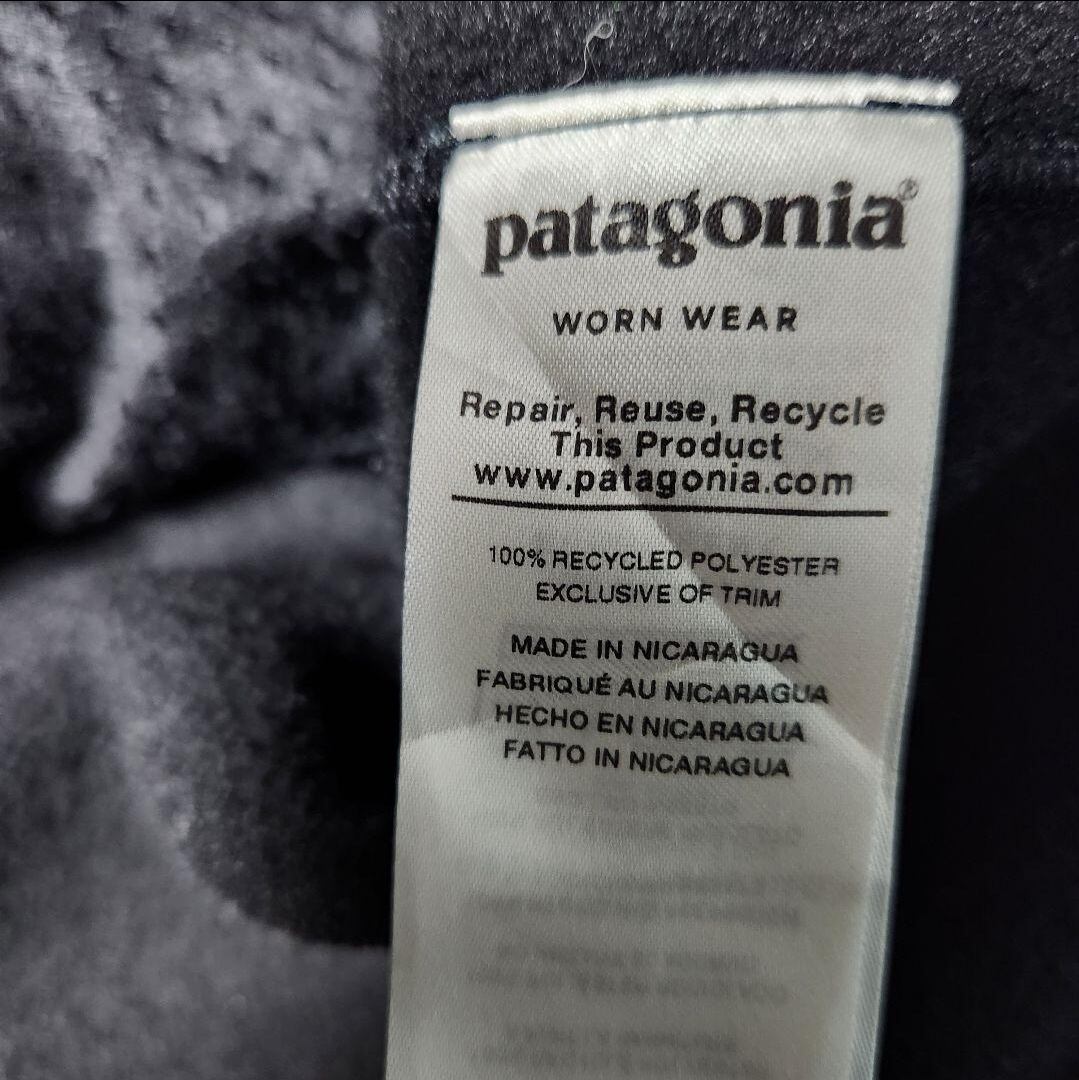 patagonia®
WORN WEAR
Repair, Reuse, Recycle
This Product
www.patagonia.com
100% RECYCLED POLYESTER
EXCLUSIVE OF TRIM
MADE IN NICARAGUA
FABRIQUÉ AU NICARAGUA
HECHO EN NICARAGUA
FATTO IN NICARAGUA